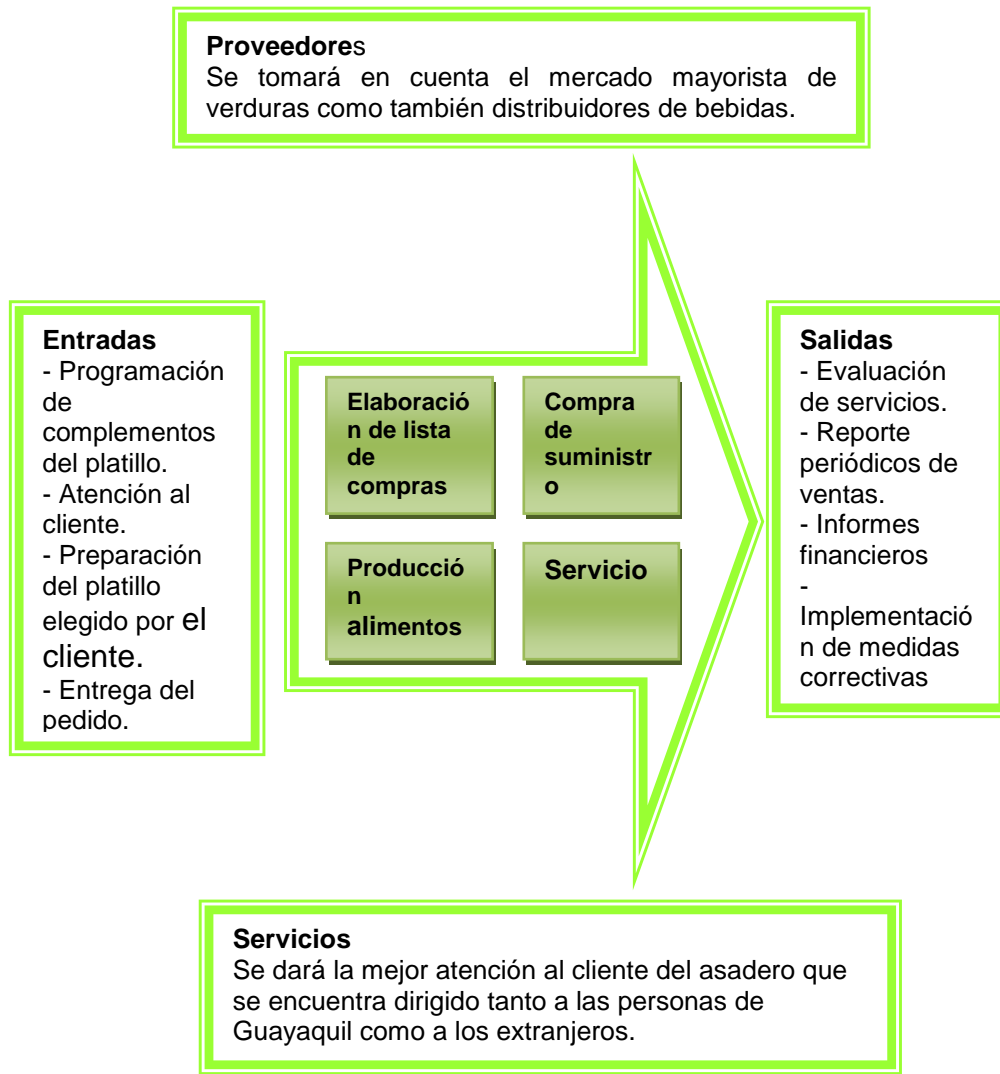 Proveedores
Se tomará en cuenta el mercado mayorista de
verduras como también distribuidores de bebidas.
Entradas
- Programación
de
complementos
del platillo.
- Atención al
cliente.
- Preparación
del platillo
elegido por el
cliente.
- Entrega del
pedido.
Elaboració
n de lista
de
compras
Compra
de
suministr
o
Producció
n
alimentos
Servicio
Salidas
- Evaluación
de servicios.
- Reporte
periódicos de
ventas.
- Informes
financieros
-
Implementació
n de medidas
correctivas
Servicios
Se dará la mejor atención al cliente del asadero que
se encuentra dirigido tanto a las personas de
Guayaquil como a los extranjeros.